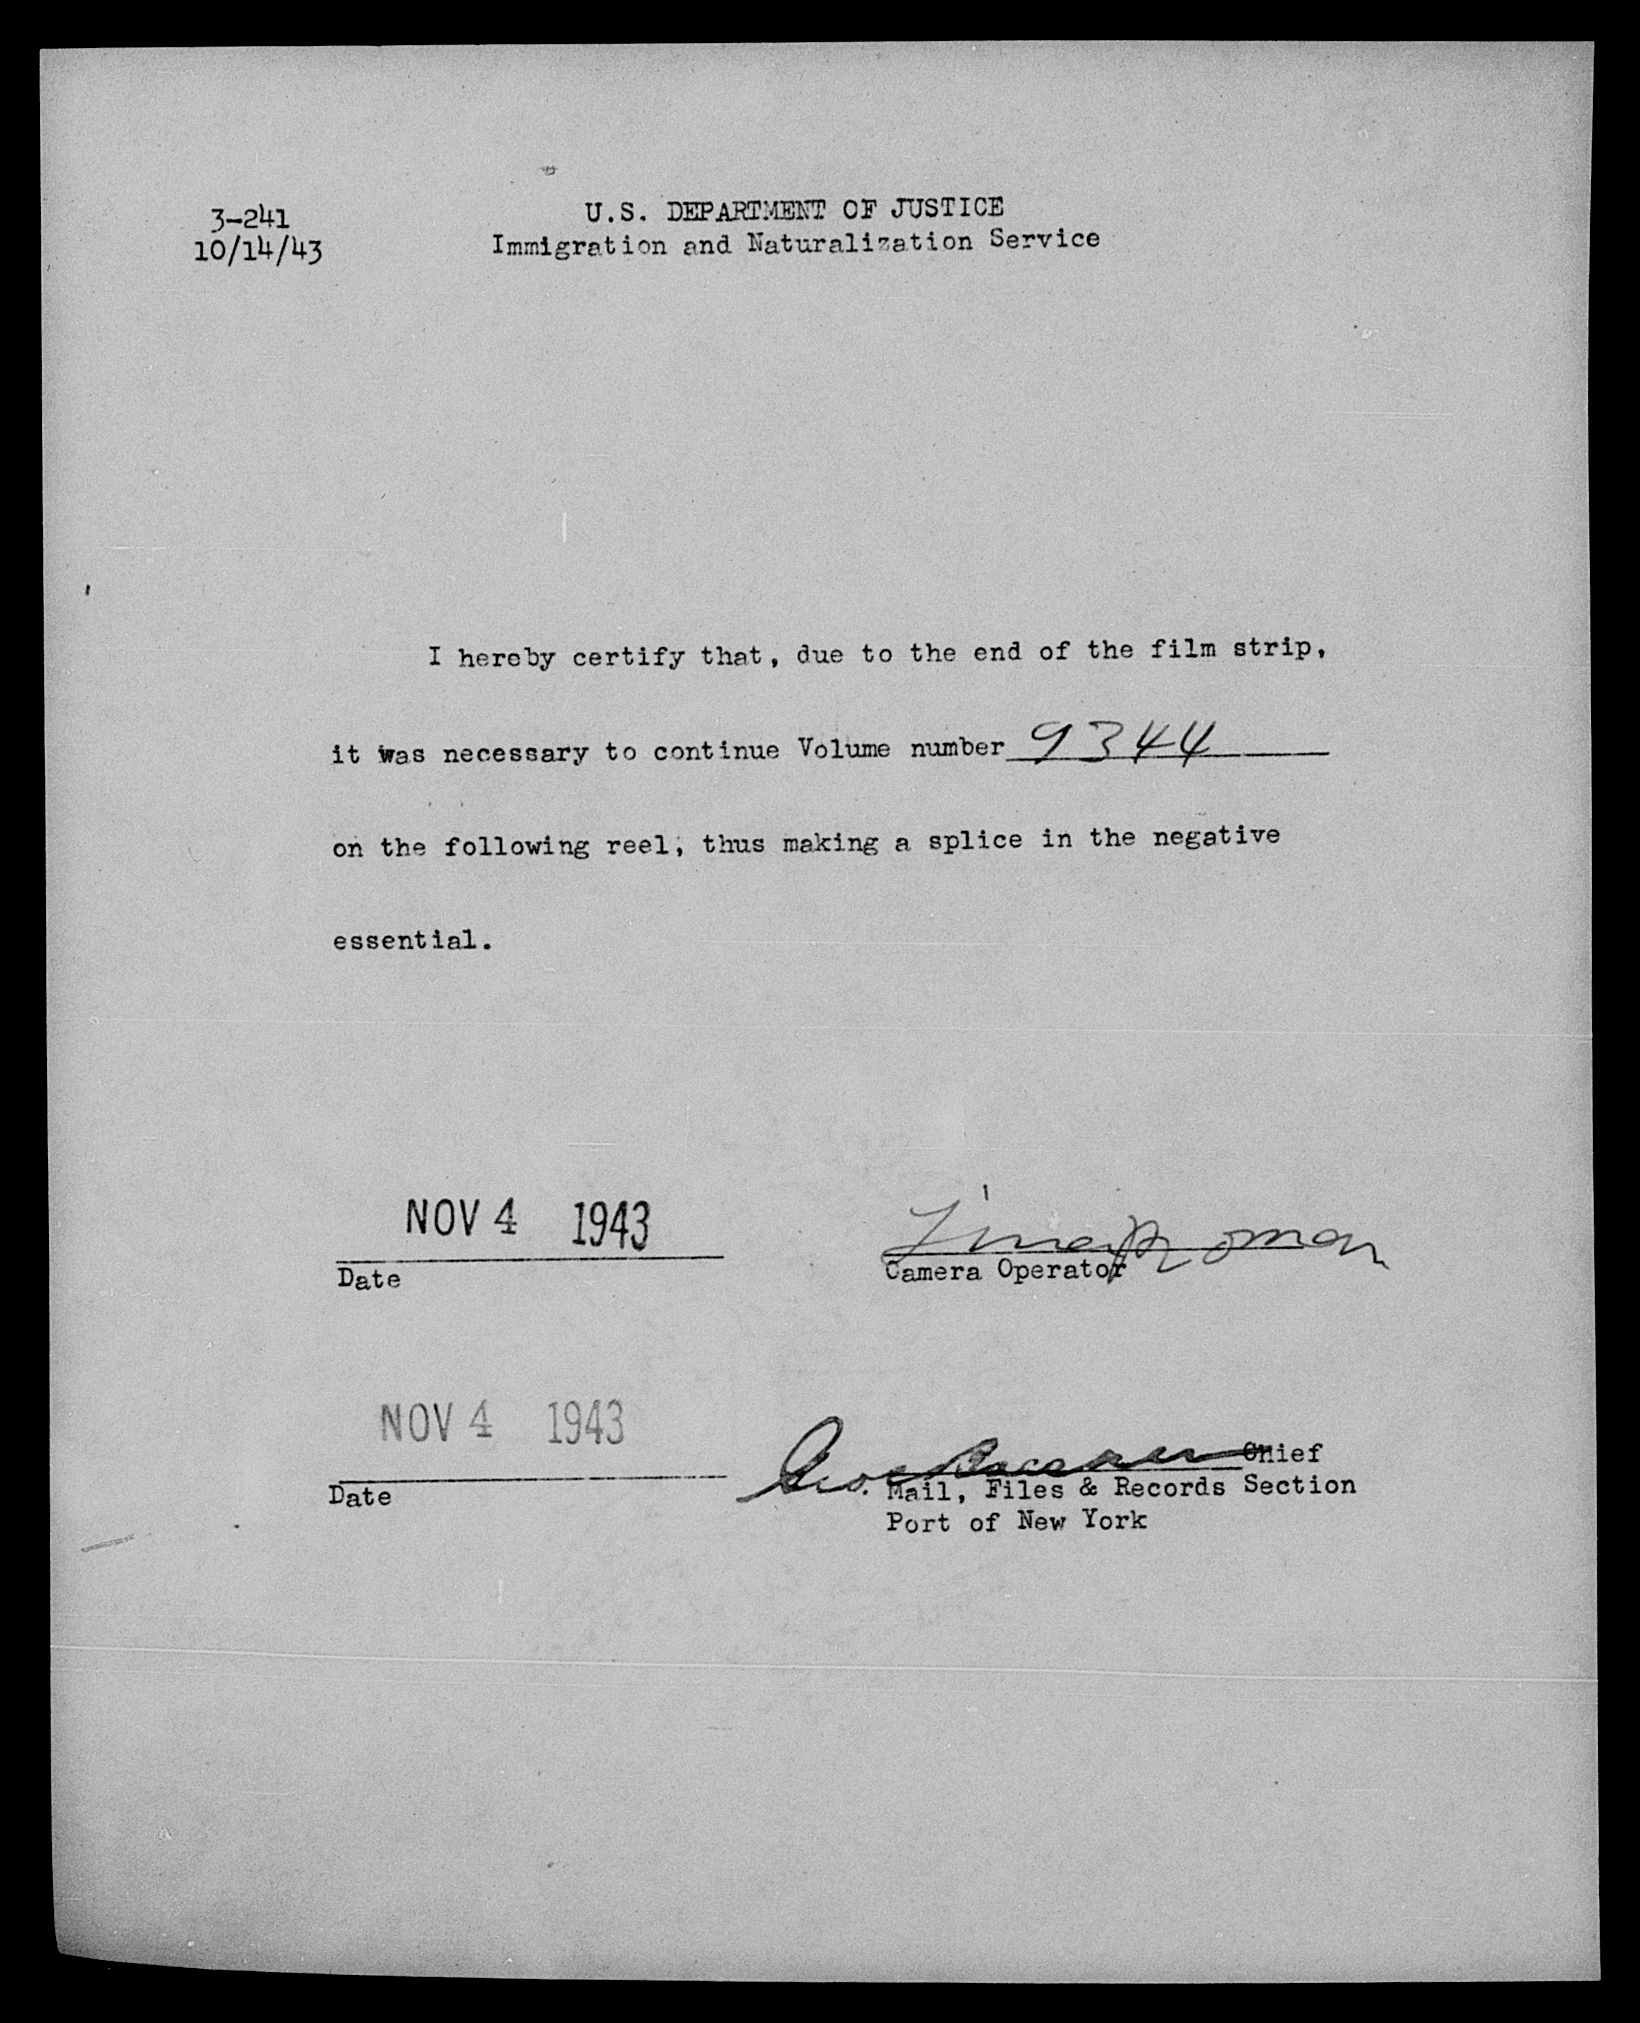 3-241
10/14/43
U.S. DEPARTMENT OF JUSTICE
Immigration and Naturalization Service
I hereby certify that, due to the end of the film strip,
it was necessary to continue Volume number 9344
on the following reel, thus making a splice in the negative
essential.
NOV 4 1943
Date
Roman
Camera Operator
NOV 4 1943
Date
Geo. Chief
Mail, Files & Records Section
Port of New York